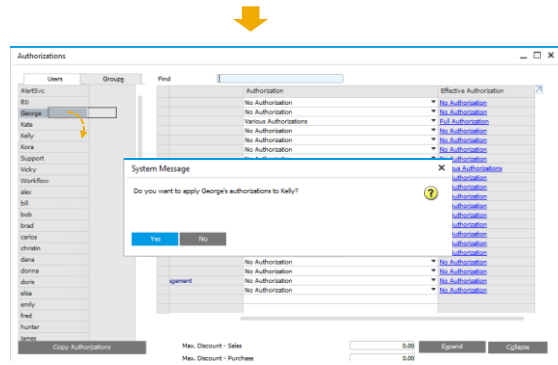 Authorizations
Users Groups Find
AlertSvc Authorization Effective Authorization
BSI No Authorization No Authorization
George No Authorization No Authorization
Kate Various Authorizations Full Authorization
Kelly No Authorization No Authorization
Kora No Authorization No Authorization
Support No Authorization No Authorization
Vicky
Workflow
System Message
Do you want to apply George's authorizations to Kelly?
Yes No
alex
bill
bob
brad
carlos
christin
dana No Authorization No Authorization
donna No Authorization No Authorization
doris gement No Authorization No Authorization
elsa No Authorization No Authorization
emily
fred
hunter
james
Copy Authorizations
Max. Discount - Sales 0.00 Expand Collapse
Max. Discount - Purchase 0.00